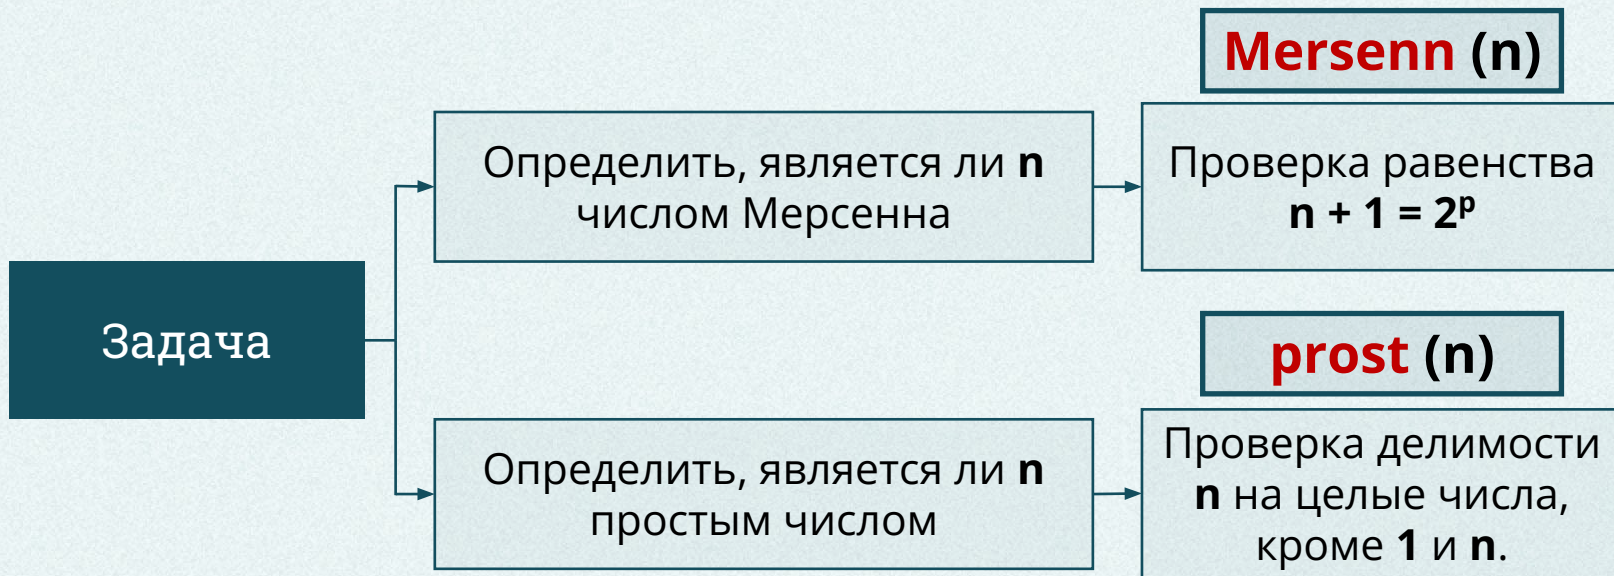 Mersenn (n)
Определить, является ли n
числом Мерсенна
Проверка равенства
n + 1 = 2ᵖ
Задача
prost (n)
Определить, является ли n
простым числом
Проверка делимости
n на целые числа,
кроме 1 и n.